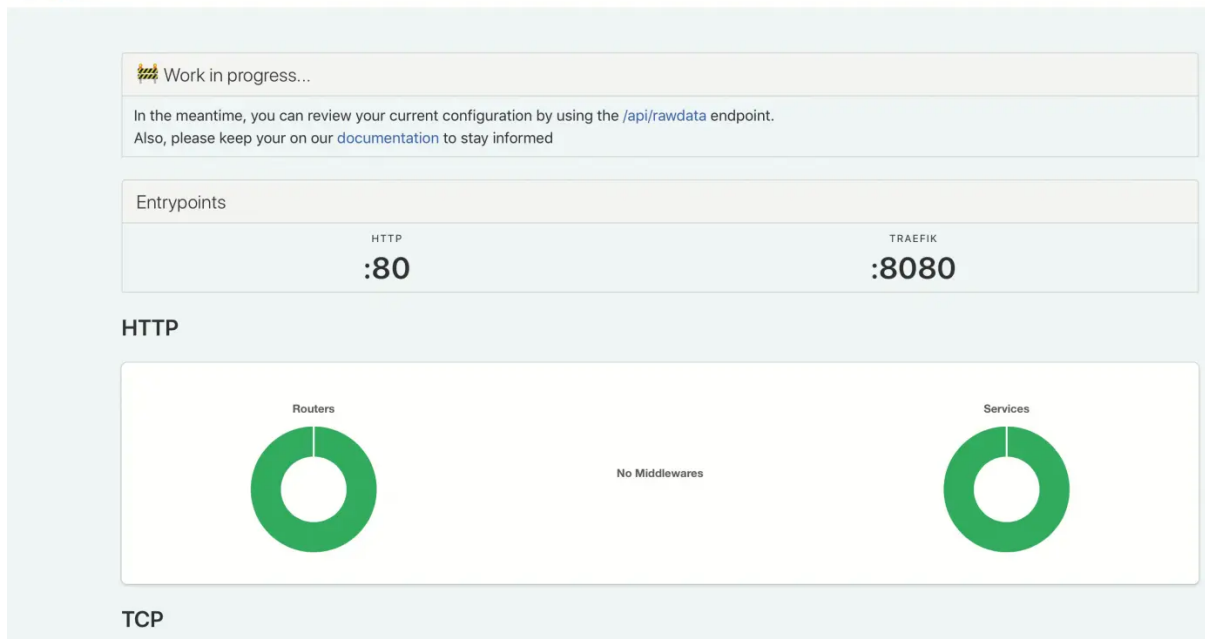 🚧 Work in progress...
In the meantime, you can review your current configuration by using the /api/rawdata endpoint.
Also, please keep your on our documentation to stay informed
Entrypoints
HTTP
TRAEFIK
:80
:8080
HTTP
Routers
Services
No Middlewares
TCP